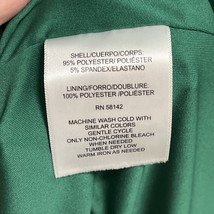 SHELL/CUERPO/CORPS:
95% POLYESTER/ POLIÉSTER
5% SPANDEX/ELASTANO
LINING/FORRO/DOUBLURE:
100% POLYESTER/ POLIÉSTER
RN 58142
MACHINE WASH COLD WITH
SIMILAR COLORS
GENTLE CYCLE
ONLY NON-CHLORINE BLEACH
WHEN NEEDED
TUMBLE DRY LOW
WARM IRON AS NEEDED